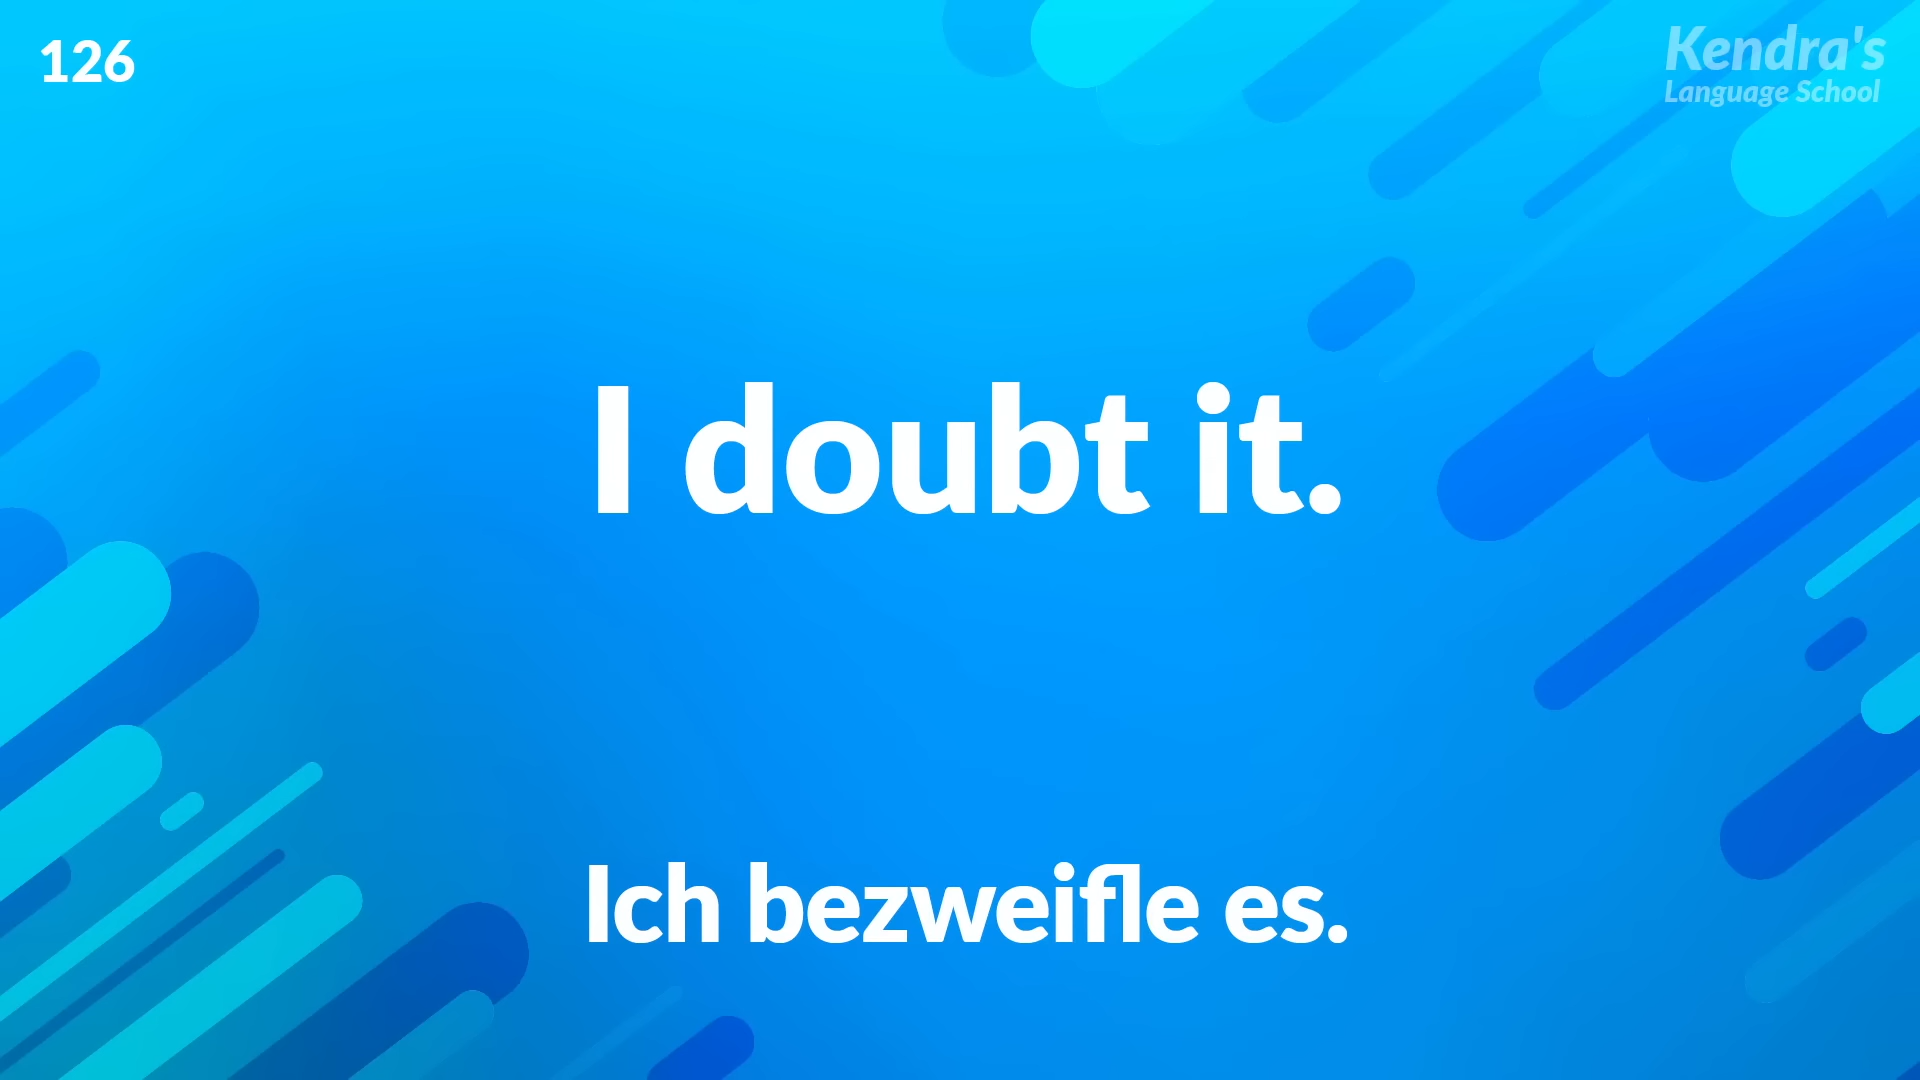 126
Kendra's
Language School
I doubt it.
Ich bezweifle es.